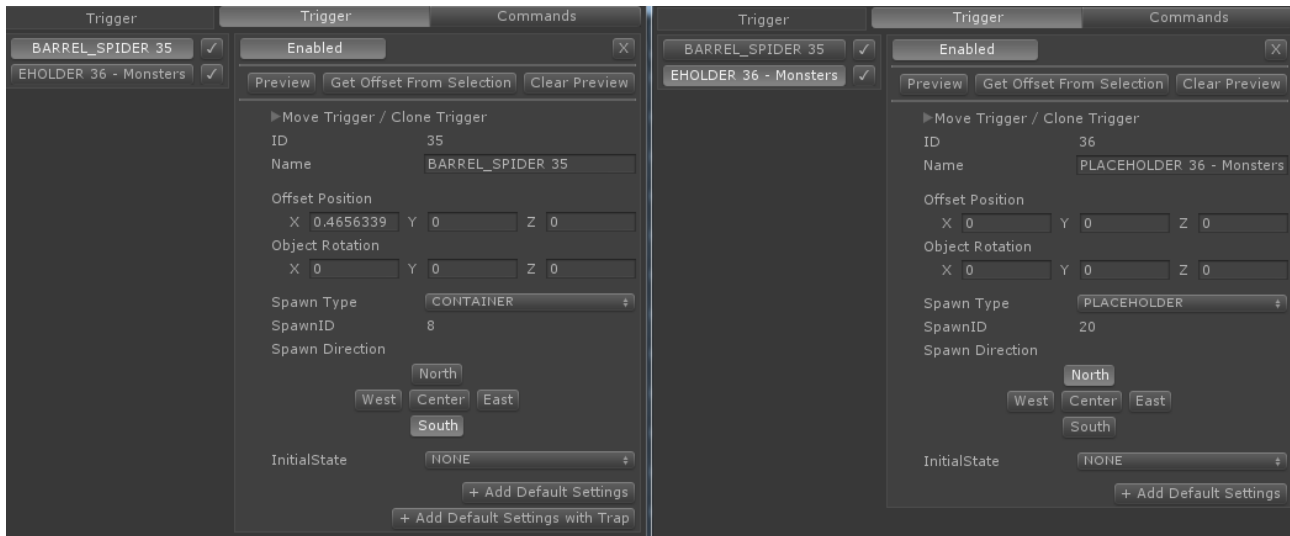 Trigger Trigger Commands
BARREL_SPIDER 35 ✓ Enabled X
EHOLDER 36 - Monsters ✓
Preview Get Offset From Selection Clear Preview
▶Move Trigger / Clone Trigger
ID 35
Name BARREL_SPIDER 35
Offset Position
X 0.4656339 Y 0 Z 0
Object Rotation
X 0 Y 0 Z 0
Spawn Type CONTAINER
SpawnID 8
Spawn Direction
North
West Center East
South
InitialState NONE
+ Add Default Settings
+ Add Default Settings with Trap
Trigger Trigger Commands
BARREL_SPIDER 35 ✓ Enabled X
EHOLDER 36 - Monsters ✓
Preview Get Offset From Selection Clear Preview
▶Move Trigger / Clone Trigger
ID 36
Name PLACEHOLDER 36 - Monsters
Offset Position
X 0 Y 0 Z 0
Object Rotation
X 0 Y 0 Z 0
Spawn Type PLACEHOLDER
SpawnID 20
Spawn Direction
North
West Center East
South
InitialState NONE
+ Add Default Settings